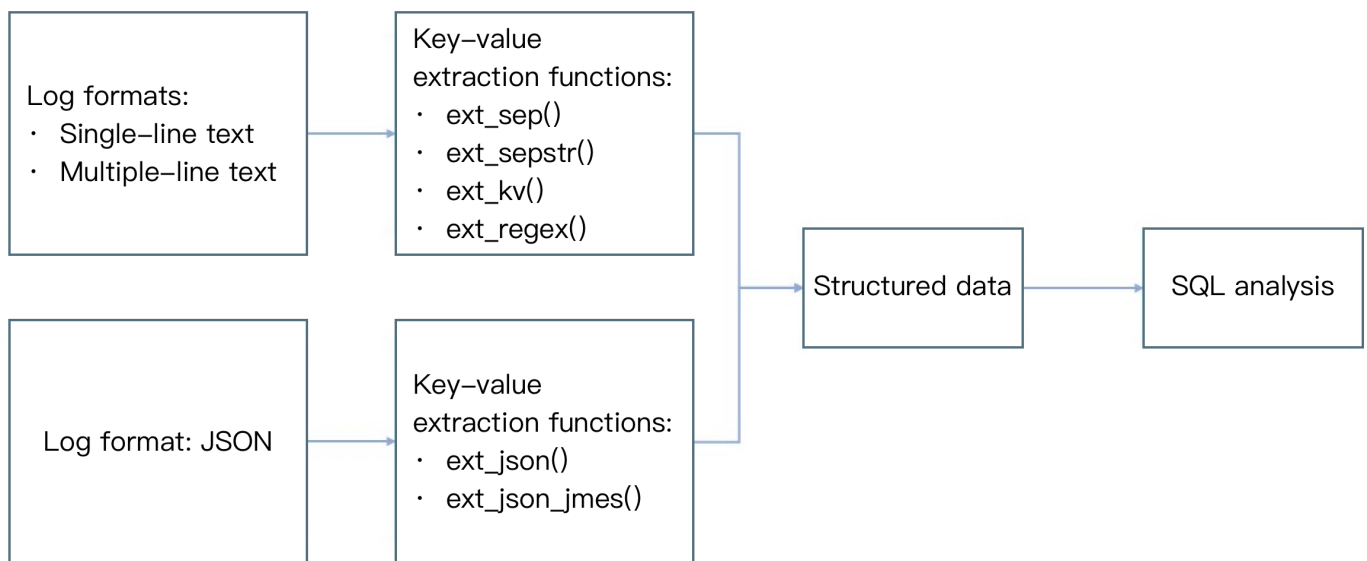 Log formats:
· Single–line text
· Multiple–line text
Key–value
extraction functions:
· ext_sep()
· ext_sepstr()
· ext_kv()
· ext_regex()
Structured data
SQL analysis
Log format: JSON
Key–value
extraction functions:
· ext_json()
· ext_json_jmes()